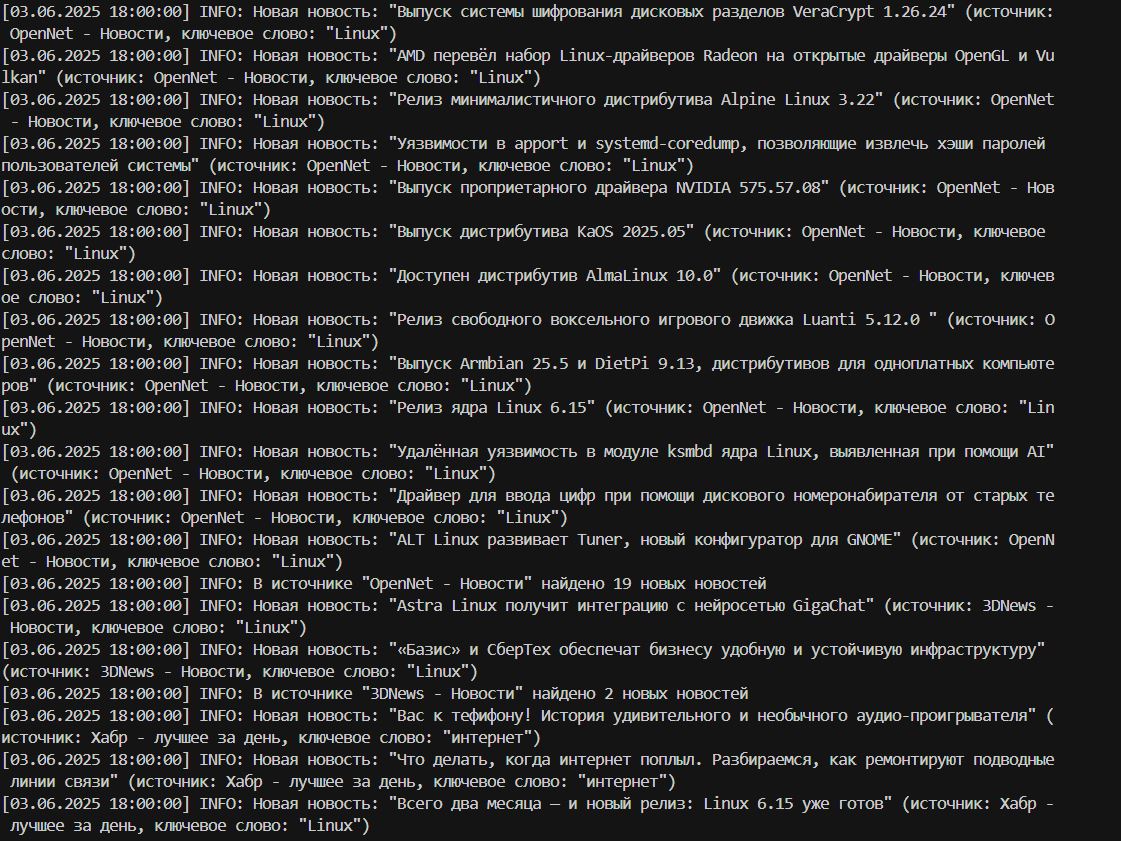 [03.06.2025 18:00:00] INFO: Новая новость: "Выпуск системы шифрования дисковых разделов VeraCrypt 1.26.24" (источник:
OpenNet - Новости, ключевое слово: "Linux")
[03.06.2025 18:00:00] INFO: Новая новость: "AMD перевёл набор Linux-драйверов Radeon на открытые драйверы OpenGL и Vu
lkan" (источник: OpenNet - Новости, ключевое слово: "Linux")
[03.06.2025 18:00:00] INFO: Новая новость: "Релиз минималистичного дистрибутива Alpine Linux 3.22" (источник: OpenNet
- Новости, ключевое слово: "Linux")
[03.06.2025 18:00:00] INFO: Новая новость: "Уязвимости в apport и systemd-coredump, позволяющие извлечь хэши паролей
пользователей системы" (источник: OpenNet - Новости, ключевое слово: "Linux")
[03.06.2025 18:00:00] INFO: Новая новость: "Выпуск проприетарного драйвера NVIDIA 575.57.08" (источник: OpenNet - Нов
ости, ключевое слово: "Linux")
[03.06.2025 18:00:00] INFO: Новая новость: "Выпуск дистрибутива KaOS 2025.05" (источник: OpenNet - Новости, ключевое
слово: "Linux")
[03.06.2025 18:00:00] INFO: Новая новость: "Доступен дистрибутив AlmaLinux 10.0" (источник: OpenNet - Новости, ключев
ое слово: "Linux")
[03.06.2025 18:00:00] INFO: Новая новость: "Релиз свободного воксельного игрового движка Luanti 5.12.0 " (источник: O
penNet - Новости, ключевое слово: "Linux")
[03.06.2025 18:00:00] INFO: Новая новость: "Выпуск Armbian 25.5 и DietPi 9.13, дистрибутивов для одноплатных компьюте
ров" (источник: OpenNet - Новости, ключевое слово: "Linux")
[03.06.2025 18:00:00] INFO: Новая новость: "Релиз ядра Linux 6.15" (источник: OpenNet - Новости, ключевое слово: "Lin
ux")
[03.06.2025 18:00:00] INFO: Новая новость: "Удалённая уязвимость в модуле ksmbd ядра Linux, выявленная при помощи AI"
(источник: OpenNet - Новости, ключевое слово: "Linux")
[03.06.2025 18:00:00] INFO: Новая новость: "Драйвер для ввода цифр при помощи дискового номеронабирателя от старых те
лефонов" (источник: OpenNet - Новости, ключевое слово: "Linux")
[03.06.2025 18:00:00] INFO: Новая новость: "ALT Linux развивает Tuner, новый конфигуратор для GNOME" (источник: OpenN
et - Новости, ключевое слово: "Linux")
[03.06.2025 18:00:00] INFO: В источнике "OpenNet - Новости" найдено 19 новых новостей
[03.06.2025 18:00:00] INFO: Новая новость: "Astra Linux получит интеграцию с нейросетью GigaChat" (источник: 3DNews -
Новости, ключевое слово: "Linux")
[03.06.2025 18:00:00] INFO: Новая новость: "«Базис» и СберТех обеспечат бизнесу удобную и устойчивую инфраструктуру"
(источник: 3DNews - Новости, ключевое слово: "Linux")
[03.06.2025 18:00:00] INFO: В источнике "3DNews - Новости" найдено 2 новых новостей
[03.06.2025 18:00:00] INFO: Новая новость: "Вас к тефифону! История удивительного и необычного аудио-проигрывателя" (
источник: Хабр - лучшее за день, ключевое слово: "интернет")
[03.06.2025 18:00:00] INFO: Новая новость: "Что делать, когда интернет поплыл. Разбираемся, как ремонтируют подводные
линии связи" (источник: Хабр - лучшее за день, ключевое слово: "интернет")
[03.06.2025 18:00:00] INFO: Новая новость: "Всего два месяца — и новый релиз: Linux 6.15 уже готов" (источник: Хабр -
лучшее за день, ключевое слово: "Linux")